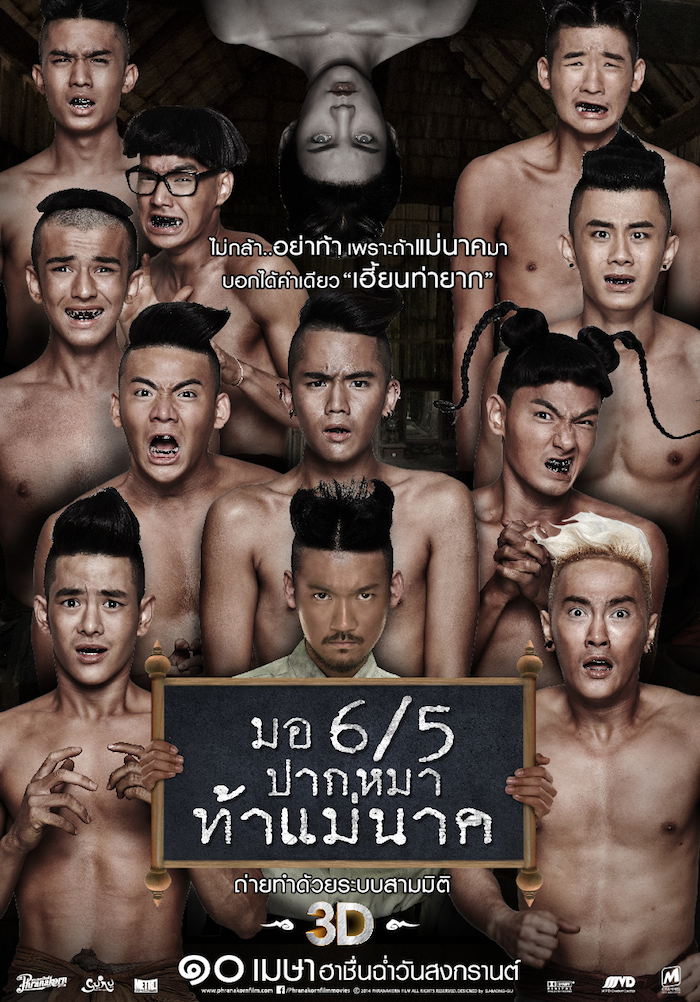 ไม่กล้า..อย่าท้า เพราะถ้าแม่นาคมา
บอกได้คำเดียว “เฮี้ยนท่ายาก”
มอ 6/5
ปากหมา
ท้าแม่นาค
ถ่ายทำด้วยระบบสามมิติ
3D
๑๐ เมษา ฮาชื่นฉ่ำวันสงกรานต์
Phranakorn
www.phranakornfilm.com /Phranakornfilmmovies